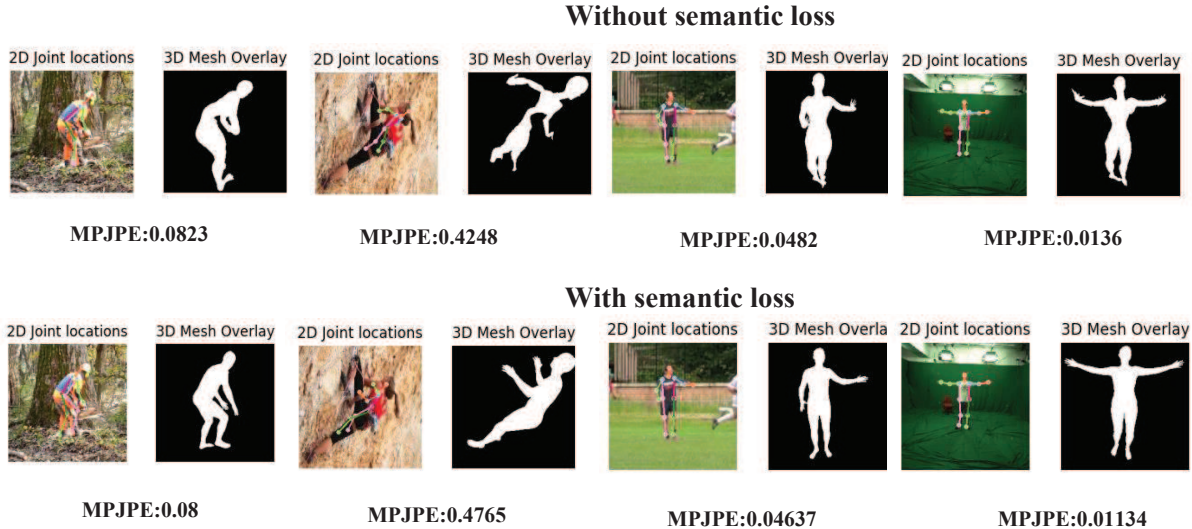 Without semantic loss
2D Joint locations 3D Mesh Overlay 2D Joint locations 3D Mesh Overlay 2D Joint locations 3D Mesh Overlay 2D Joint locations 3D Mesh Overlay
MPJPE:0.0823 MPJPE:0.4248 MPJPE:0.0482 MPJPE:0.0136
With semantic loss
2D Joint locations 3D Mesh Overlay 2D Joint locations 3D Mesh Overlay 2D Joint locations 3D Mesh Overla 2D Joint locations 3D Mesh Overlay
MPJPE:0.08 MPJPE:0.4765 MPJPE:0.04637 MPJPE:0.01134